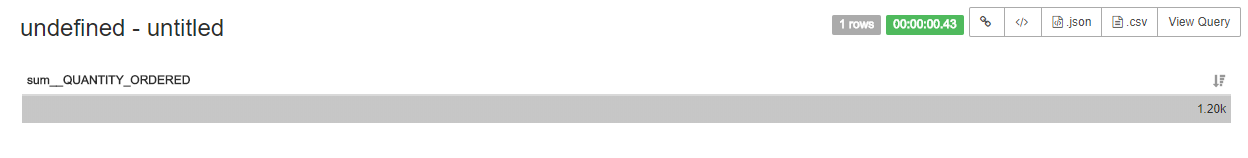 undefined - untitled
1 rows
00:00:00.43
</>
.json
.csv
View Query
sum__QUANTITY_ORDERED
1.20k